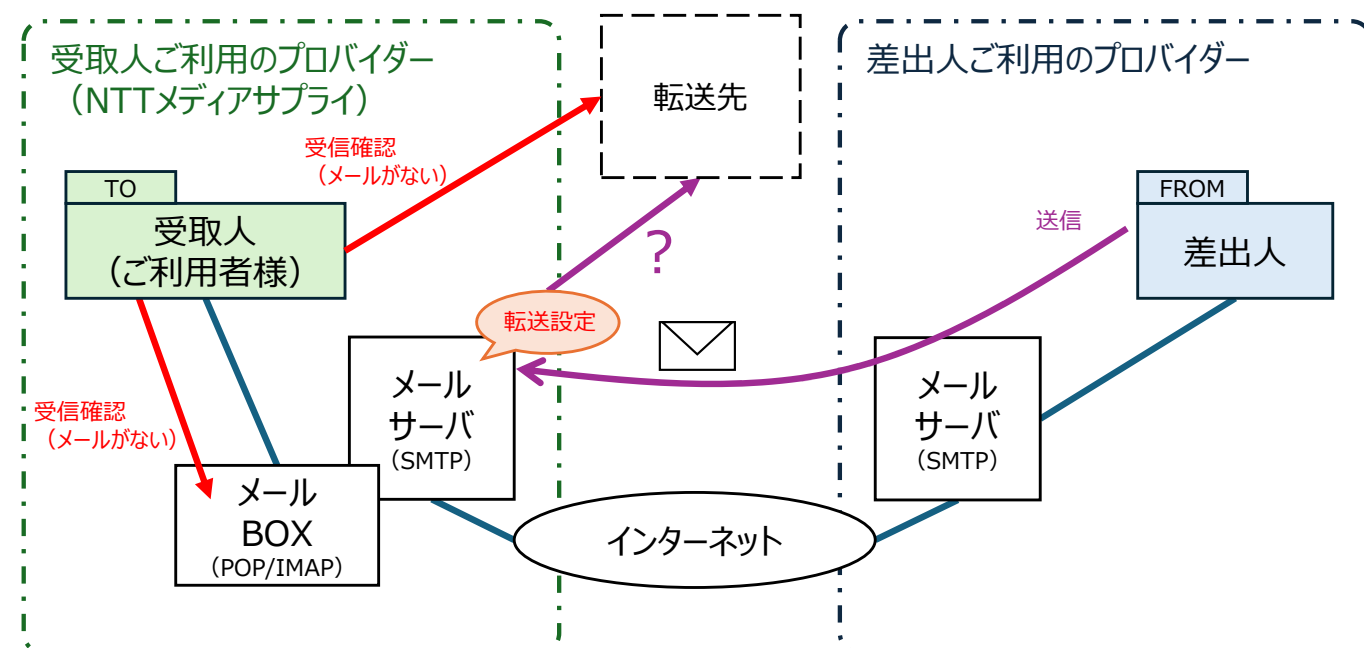 受取人ご利用のプロバイダー
（NTTメディアサプライ）
転送先
差出人ご利用のプロバイダー
受信確認
（メールがない）
TO
受取人
（ご利用者様）
FROM
差出人
送信
？
転送設定
メール
サーバ
（SMTP）
メール
サーバ
（SMTP）
受信確認
（メールがない）
メール
BOX
（POP/IMAP）
インターネット